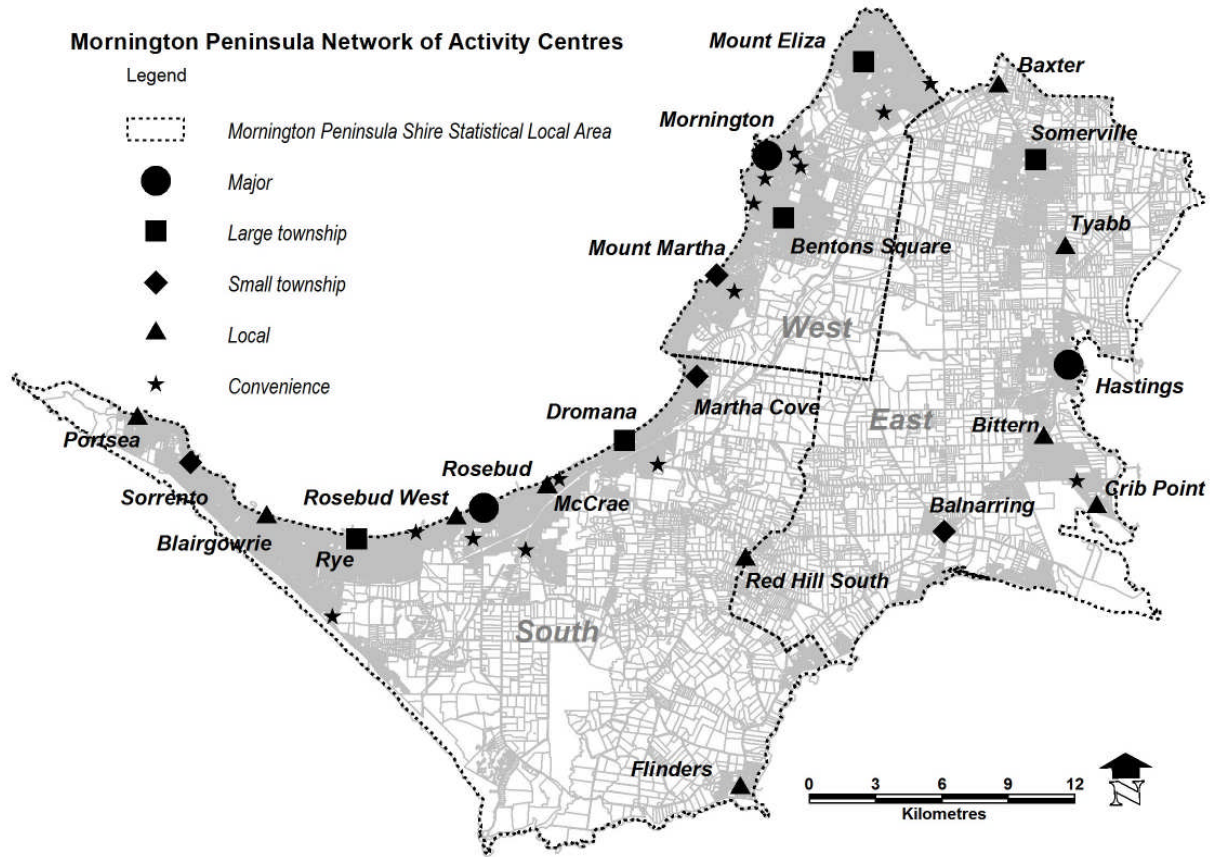 Mornington Peninsula Network of Activity Centres
Legend
Mornington Peninsula Shire Statistical Local Area
Major
Large township
Small township
Local
Convenience
Mount Eliza
Baxter
Mornington
Somerville
Tyabb
Mount Martha
Bentons Square
West
Hastings
Martha Cove
Dromana
East
Bittern
Portsea
Rosebud
Crib Point
Sorrento
Rosebud West
McCrae
Balnarring
Blairgowrie
Rye
Red Hill South
South
Flinders
0 3 6 9 12
Kilometres
N